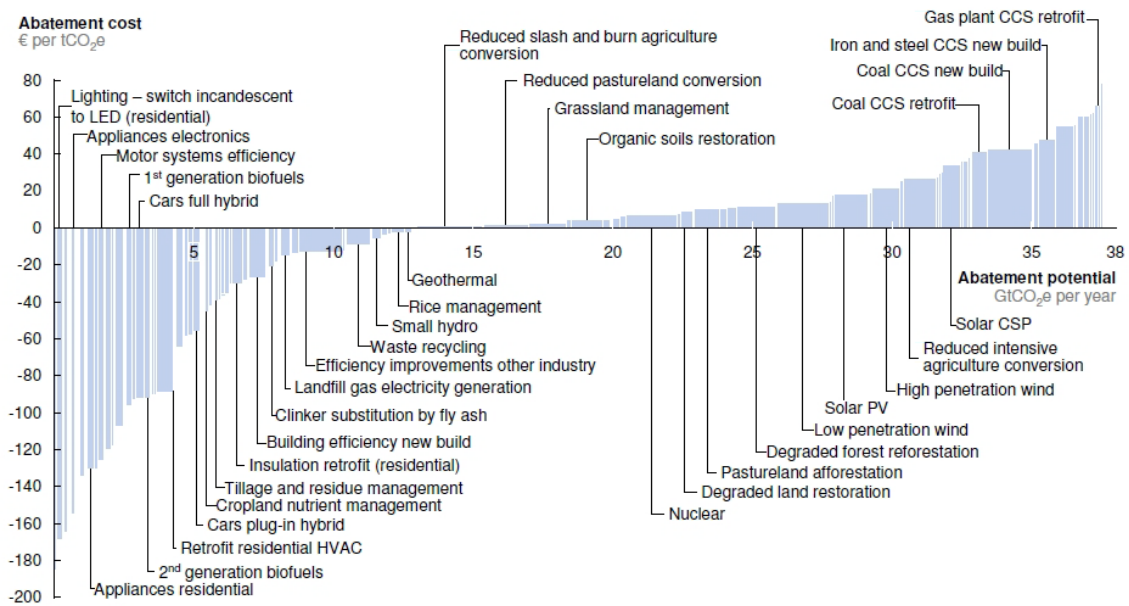 Abatement cost
€ per tCO2e
Gas plant CCS retrofit
Reduced slash and burn agriculture
conversion
Iron and steel CCS new build
Coal CCS new build
Reduced pastureland conversion
Coal CCS retrofit
Grassland management
Organic soils restoration
Lighting – switch incandescent
to LED (residential)
Appliances electronics
Motor systems efficiency
1st generation biofuels
Cars full hybrid
80
60
40
20
0
-20
-40
-60
-80
-100
-120
-140
-160
-180
-200
5
10
15
20
25
30
35
38
Abatement potential
GtCO2e per year
Geothermal
Rice management
Small hydro
Waste recycling
Efficiency improvements other industry
Landfill gas electricity generation
Clinker substitution by fly ash
Building efficiency new build
Insulation retrofit (residential)
Tillage and residue management
Cropland nutrient management
Cars plug-in hybrid
Retrofit residential HVAC
2nd generation biofuels
Appliances residential
Solar CSP
Reduced intensive
agriculture conversion
High penetration wind
Solar PV
Low penetration wind
Degraded forest reforestation
Pastureland afforestation
Degraded land restoration
Nuclear